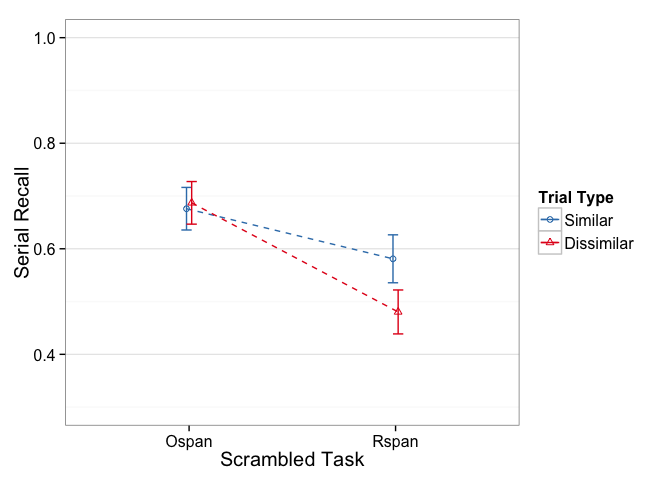 1.0
0.8
0.6
0.4
Serial Recall
Ospan
Rspan
Scrambled Task
Trial Type
Similar
Dissimilar